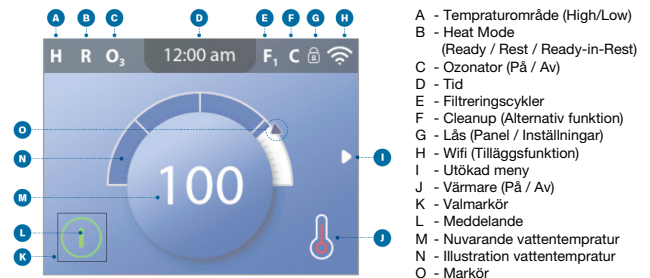 A B C D E F G H
H R O3 12:00 am F1 C 8
O
N
I
100
M
L
J
i
K
A - Tempraturområde (High/Low)
B - Heat Mode
(Ready / Rest / Ready-in-Rest)
C - Ozonator (På / Av)
D - Tid
E - Filtreringscykler
F - Cleanup (Alternativ funktion)
G - Lås (Panel / Inställningar)
H - Wifi (Tilläggsfunktion)
I - Utökad meny
J - Värmare (På / Av)
K - Valmarkör
L - Meddelande
M - Nuvarande vattentempratur
N - Illustration vattentempratur
O - Markör